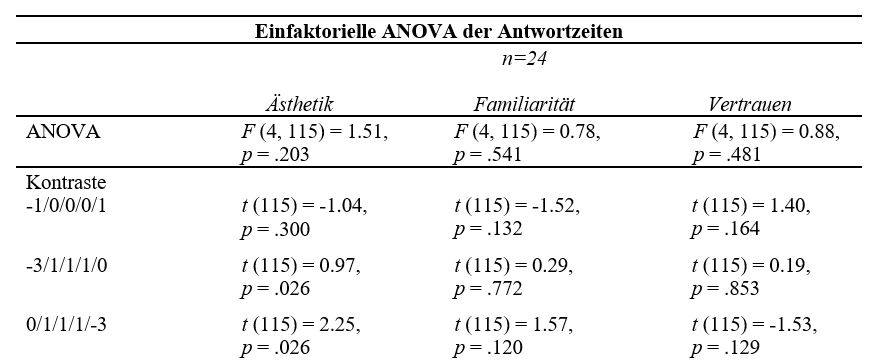 Einfaktorielle ANOVA der Antwortzeiten
n=24
Ästhetik Familiarität Vertrauen
ANOVA F (4, 115) = 1.51, F (4, 115) = 0.78, F (4, 115) = 0.88,
p = .203 p = .541 p = .481
Kontraste
-1/0/0/0/1 t (115) = -1.04, t (115) = -1.52, t (115) = 1.40,
p = .300 p = .132 p = .164
-3/1/1/1/0 t (115) = 0.97, t (115) = 0.29, t (115) = 0.19,
p = .026 p = .772 p = .853
0/1/1/1/-3 t (115) = 2.25, t (115) = 1.57, t (115) = -1.53,
p = .026 p = .120 p = .129